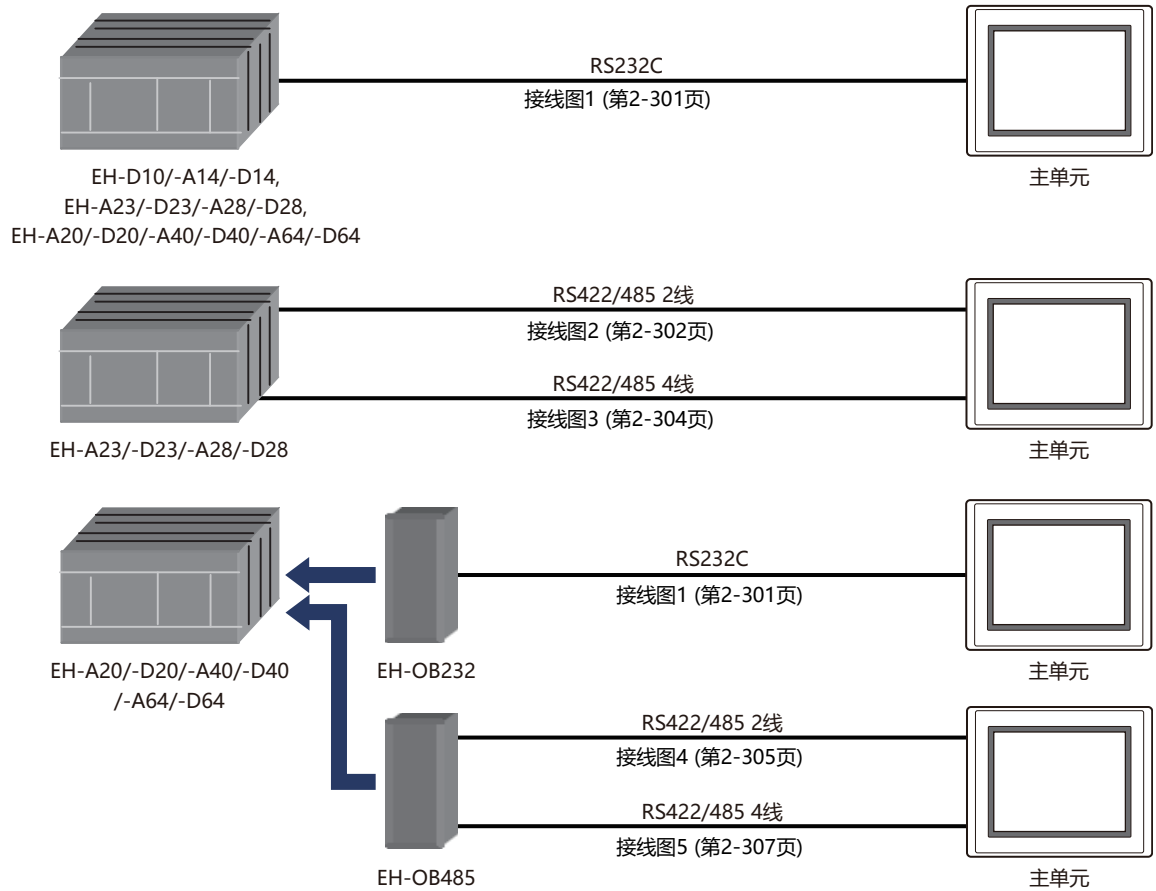 RS232C
接线图1 (第2-301页)
EH-D10/-A14/-D14,
EH-A23/-D23/-A28/-D28,
EH-A20/-D20/-A40/-D40/-A64/-D64
主单元
RS422/485 2线
接线图2 (第2-302页)
RS422/485 4线
接线图3 (第2-304页)
EH-A23/-D23/-A28/-D28
主单元
RS232C
接线图1 (第2-301页)
EH-A20/-D20/-A40/-D40
/-A64/-D64
EH-OB232
主单元
RS422/485 2线
接线图4 (第2-305页)
RS422/485 4线
接线图5 (第2-307页)
EH-OB485
主单元